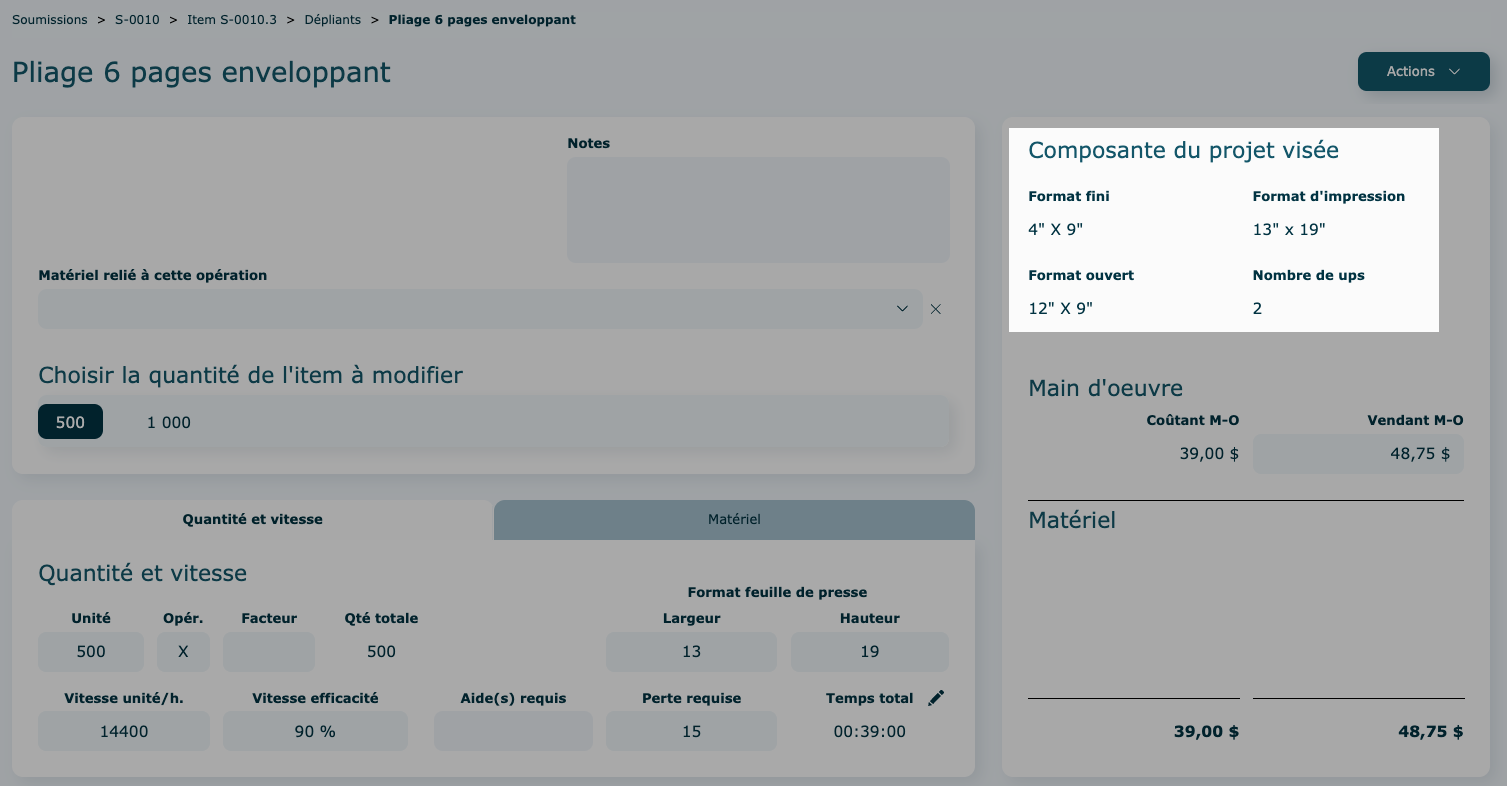 Soumissions > S-0010 > Item S-0010.3 > Dépliants > Pliage 6 pages enveloppant
Pliage 6 pages enveloppant
Actions
Notes
Matériel relié à cette opération
Choisir la quantité de l'item à modifier
500 1 000
Quantité et vitesse Matériel
Quantité et vitesse
Format feuille de presse
Unité Opér. Facteur Qté totale Largeur Hauteur
500 X 500 13 19
Vitesse unité/h. Vitesse efficacité Aide(s) requis Perte requise Temps total
14400 90 % 15 00:39:00
Composante du projet visée
Format fini Format d'impression
4" X 9" 13" x 19"
Format ouvert Nombre de ups
12" X 9" 2
Main d'oeuvre
Coûtant M-O Vendant M-O
39,00 $ 48,75 $
Matériel
39,00 $ 48,75 $